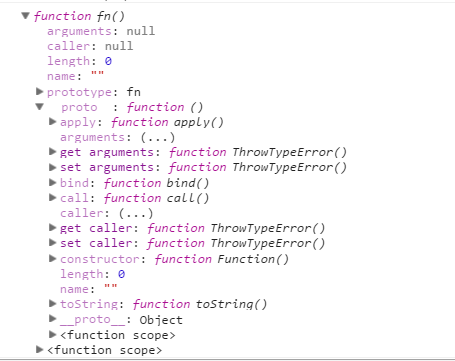 ▼ function fn()
arguments: null
caller: null
length: 0
name: ""
▶ prototype: fn
▼ __proto__: function ()
▶ apply: function apply()
arguments: (...)
▶ get arguments: function ThrowTypeError()
▶ set arguments: function ThrowTypeError()
▶ bind: function bind()
▶ call: function call()
caller: (...)
▶ get caller: function ThrowTypeError()
▶ set caller: function ThrowTypeError()
▶ constructor: function Function()
length: 0
name: ""
▶ toString: function toString()
▶ __proto__: Object
▶ <function scope>
▶ <function scope>